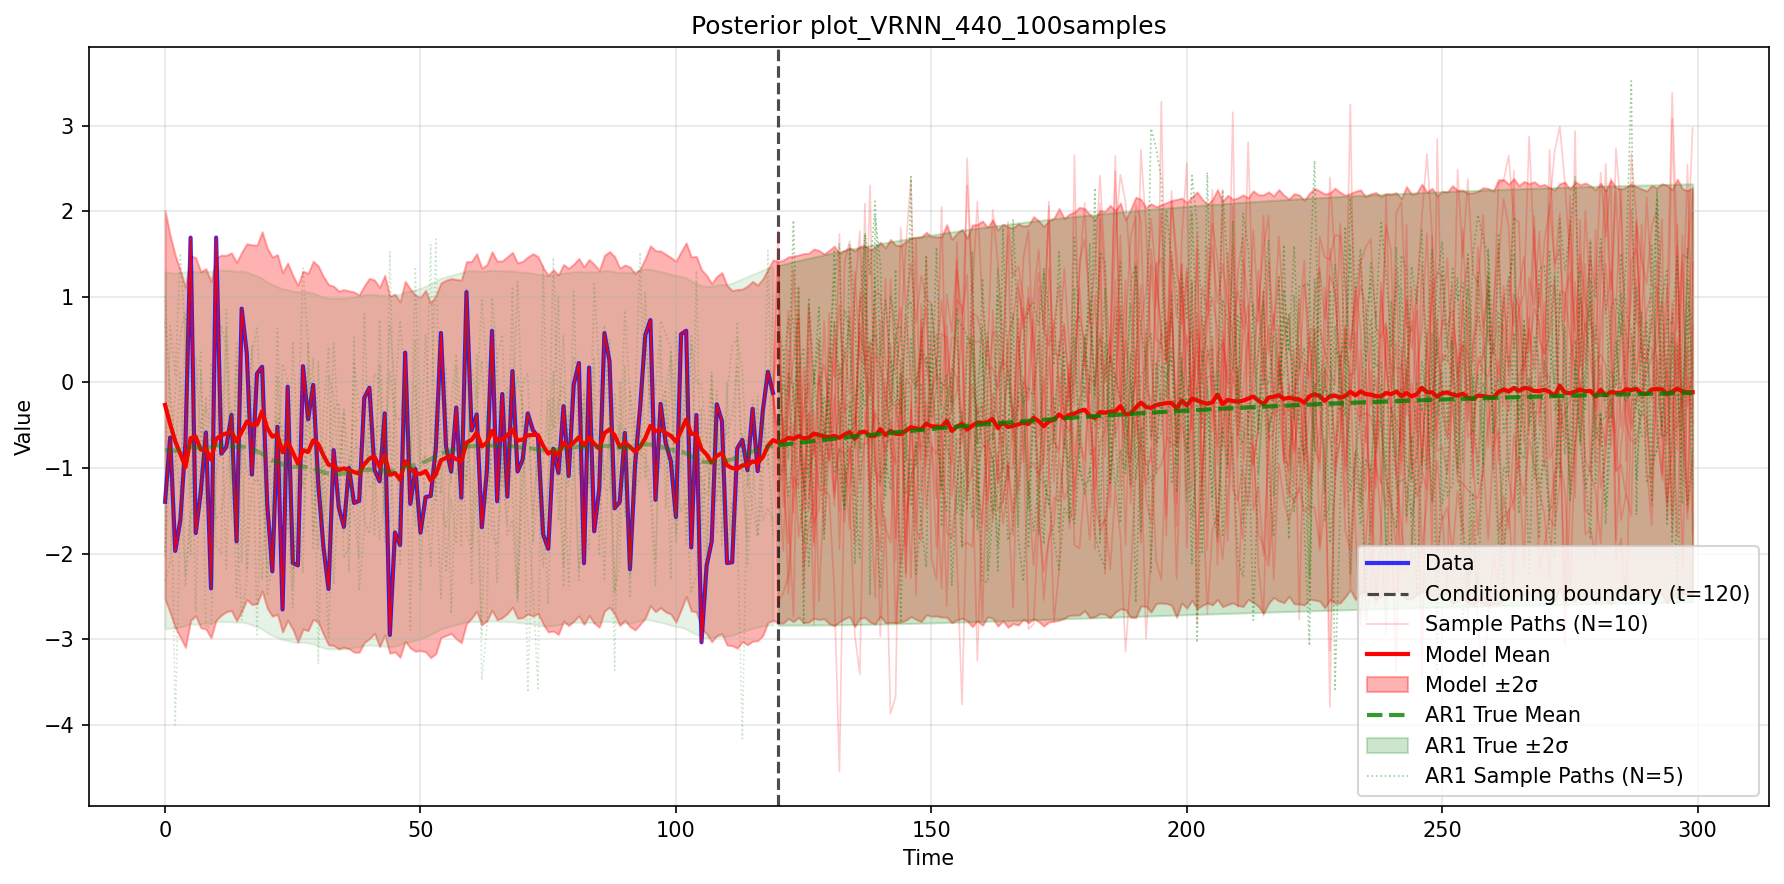 Posterior plot_VRNN_440_100samples
Value
3
2
1
0
−1
−2
−3
−4
0
50
100
150
200
250
300
Time
Data
Conditioning boundary (t=120)
Sample Paths (N=10)
Model Mean
Model ±2σ
AR1 True Mean
AR1 True ±2σ
AR1 Sample Paths (N=5)